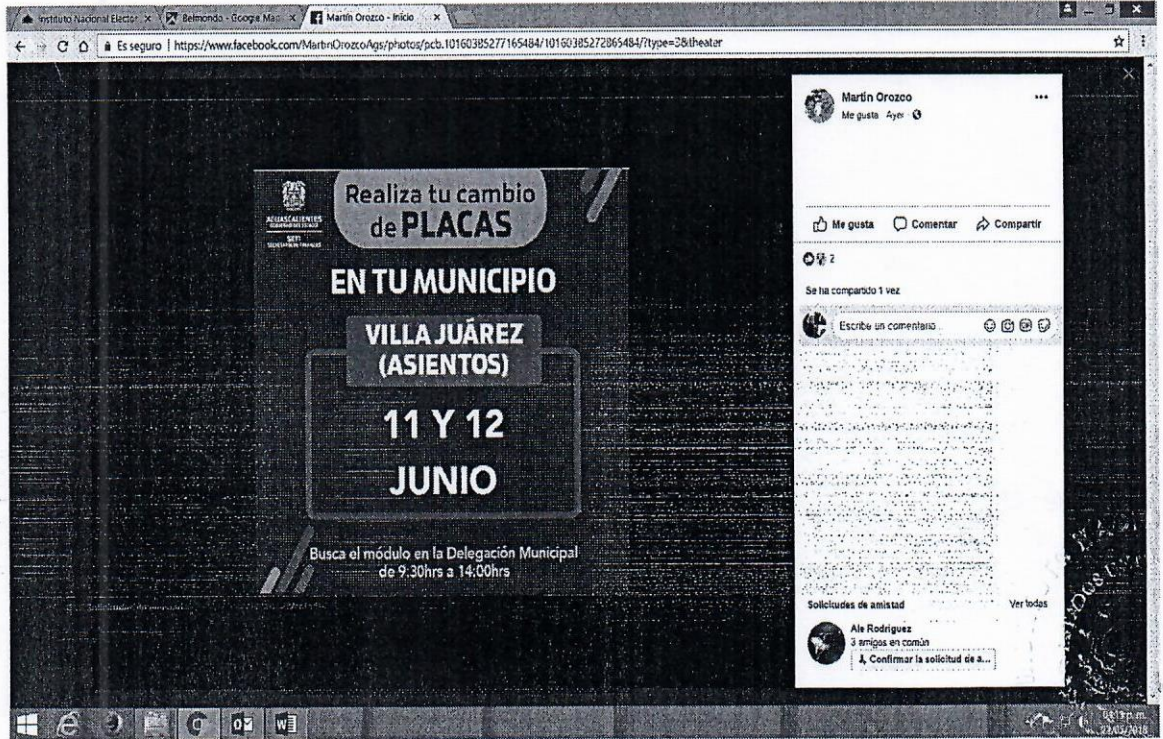 Instituto Nacional Elector
Belmondo - Google Map
Martín Orozco - Inicio
Es seguro | https://www.facebook.com/MartinOrozcoAgs/photos/pcb.10160385277165484/10160385272865484/?type=3&theater
Martín Orozco
Me gusta Ayer
AGUASCALIENTES
Realiza tu cambio
de PLACAS
EN TU MUNICIPIO
VILLA JUÁREZ
(ASIENTOS)
11 Y 12
JUNIO
Busca el módulo en la Delegación Municipal
de 9:30hrs a 14:00hrs
Me gusta Comentar Compartir
2
Se ha compartido 1 vez
Escribe un comentario...
Solicitudes de amistad Ver todas
Ale Rodriguez
3 amigos en común
Confirmar la solicitud de a...